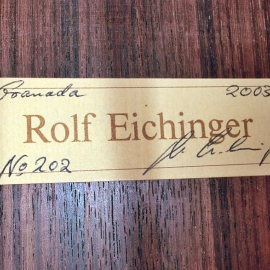 Granada 2003
Rolf Eichinger
No 202